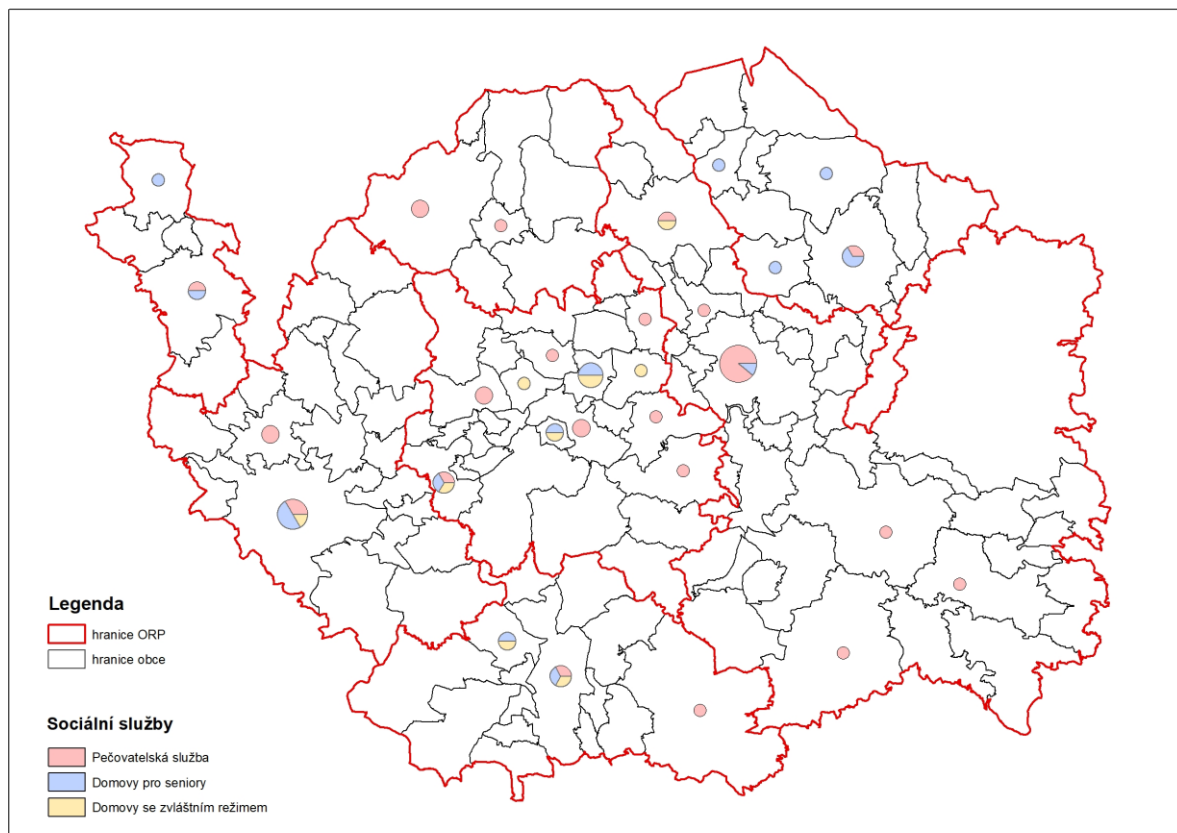 Legenda
hranice ORP
hranice obce
Sociální služby
Pečovatelská služba
Domovy pro seniory
Domovy se zvláštním režimem